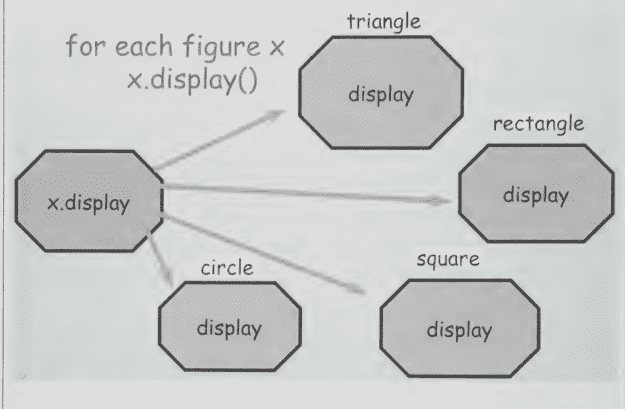 triangle
for each figure x
x.display()
display
rectangle
x.display
display
circle
square
display
display